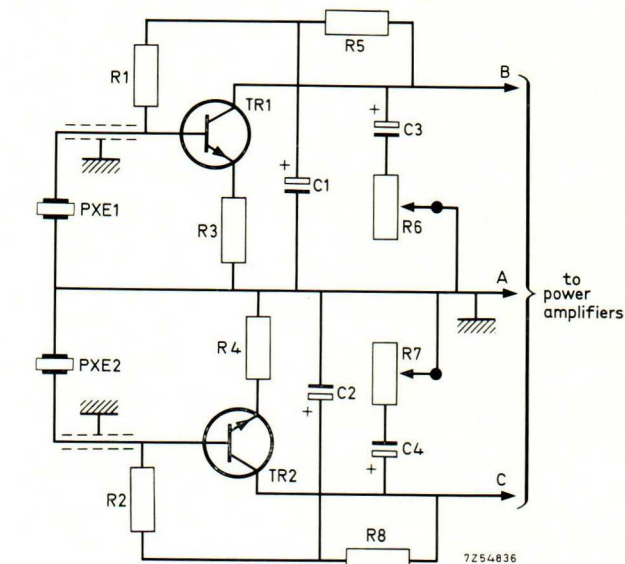 R5
B
R1
TR1
+
C3
+
C1
PXE1
R3
R6
A
to
power
amplifiers
R4
R7
PXE2
C2
+
C4
+
TR2
C
R2
R8
7Z54836